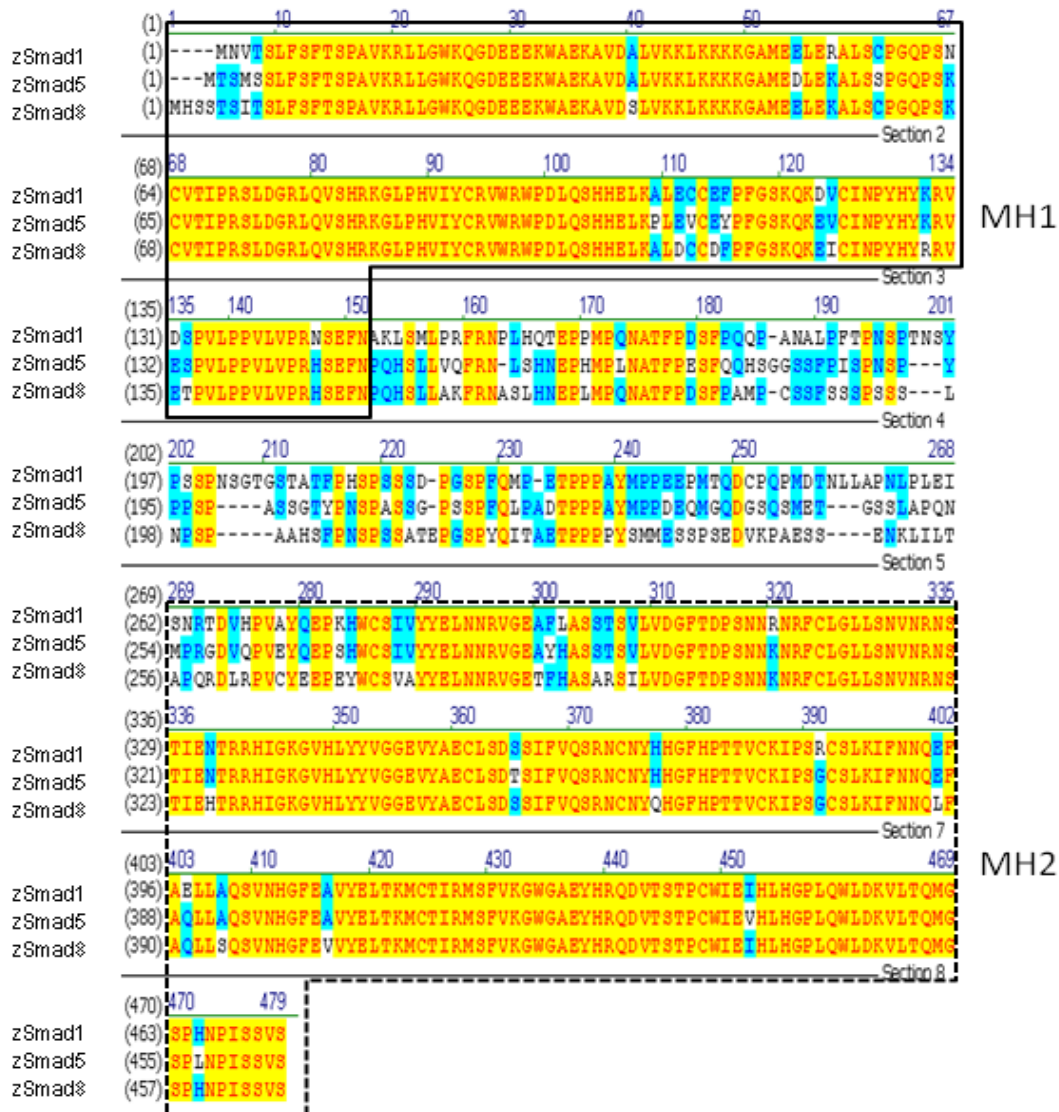 (1) 1 10 20 30 40 50 67
zSmad1 (1) ----MNVTSLFSFTSPAVKRLLGWKQGDEEEKWAEKAVDALVKKLKKKKGAMEELERALSCPGQPSN
zSmad5 (1) ---MTSMSSLFSFTSPAVKRLLGWKQGDEEEKWAEKAVDALVKKLKKKKGAMEDLEKALSSPGQPSK
zSmad8 (1) MHSSTSITSLFSFTSPAVKRLLGWKQGDEEEKWAEKAVDSLVKKLKKKKGAMEELEKALSCPGQPSK
Section 2
(68) 68 80 90 100 110 120 134
zSmad1 (64) CVTIPRSLDGRLQVSHRKGLPHVIYCRVWRWPDLQSHHELKALECCEFPFGSKQKDVCINPYHYKRV
zSmad5 (65) CVTIPRSLDGRLQVSHRKGLPHVIYCRVWRWPDLQSHHELKPLEVCEYPFGSKQKEVCINPYHYKRV
zSmad8 (68) CVTIPRSLDGRLQVSHRKGLPHVIYCRVWRWPDLQSHHELKALDCCDFPFGSKQKEICINPYHYRRV
MH1
Section 3
(135) 135 140 150 160 170 180 190 201
zSmad1 (131) DSPVLPPVLVPRNSEFNAKLSMLPRFRNPLHQTEPPMPQNATFPDSFPQQP-ANALPFTPNSPTNSY
zSmad5 (132) ESPVLPPVLVPRHSEFNPQHSLLVQFRN-LSHNEPHMPLNATFPESFQQHSGGSSFPISPNSP---Y
zSmad8 (135) ETPVLPPVLVPRHSEFNPQHSLLAKFRNASLHNEPLMPQNATFPDSFPAMP-CSSFSSSPSSS---L
Section 4
(202) 202 210 220 230 240 250 268
zSmad1 (197) PSSPNSGTGSTATFPHSPSSSD-PGSPFQMP-ETPPPAYMPPEEPMTQDCPQPMDTNLLAPNLPLEI
zSmad5 (195) PPSP----ASSGTYPNSPASSG-PSSPFQLPADTPPPAYMPPDEQMGQDGSQSMET---GSSLAPQN
zSmad8 (198) NPSP-----AAHSFPNSPSSATEPGSPYQITAETPPPPYSMMESSPSEDVKPAESS----ENKLILT
Section 5
(269) 269 280 290 300 310 320 335
zSmad1 (262) SNRTDVHPVAYQEPKHWCSIVYYELNNRVGEAFLASSTSVLVDGFTDPSNNRNRFCLGLLSNVNRNS
zSmad5 (254) MPRGDVQPVEYQEPSHWCSIVYYELNNRVGEAYHASSTSVLVDGFTDPSNNKNRFCLGLLSNVNRNS
zSmad8 (256) APQRDLRPVCYEEPEYWCSVAYYELNNRVGETFHASARSILVDGFTDPSNNKNRFCLGLLSNVNRNS
(336) 336 350 360 370 380 390 402
zSmad1 (329) TIENTRRHIGKGVHLYYVGGEVYAECLSDSSIFVQSRNCNYHHGFHPTTVCKIPSRCSLKIFNNQEF
zSmad5 (321) TIENTRRHIGKGVHLYYVGGEVYAECLSDTSIFVQSRNCNYHHGFHPTTVCKIPSGCSLKIFNNQEF
zSmad8 (323) TIEHTRRHIGKGVHLYYVGGEVYAECLSDSSIFVQSRNCNYQHGFHPTTVCKIPSGCSLKIFNNQLF
Section 7
MH2
(403) 403 410 420 430 440 450 469
zSmad1 (396) AELLAQSVNHGFEAVYELTKMCTIRMSFVKGWGAEYHRQDVTSTPCWIEIHLHGPLQWLDKVLTQMG
zSmad5 (388) AQLLAQSVNHGFEAVYELTKMCTIRMSFVKGWGAEYHRQDVTSTPCWIEVHLHGPLQWLDKVLTQMG
zSmad8 (390) AQLLSQSVNHGFEVVYELTKMCTIRMSFVKGWGAEYHRQDVTSTPCWIEIHLHGPLQWLDKVLTQMG
Section 8
(470) 470 479
zSmad1 (463) SPHNPISSVS
zSmad5 (455) SPLNPISSVS
zSmad8 (457) SPHNPISSVS